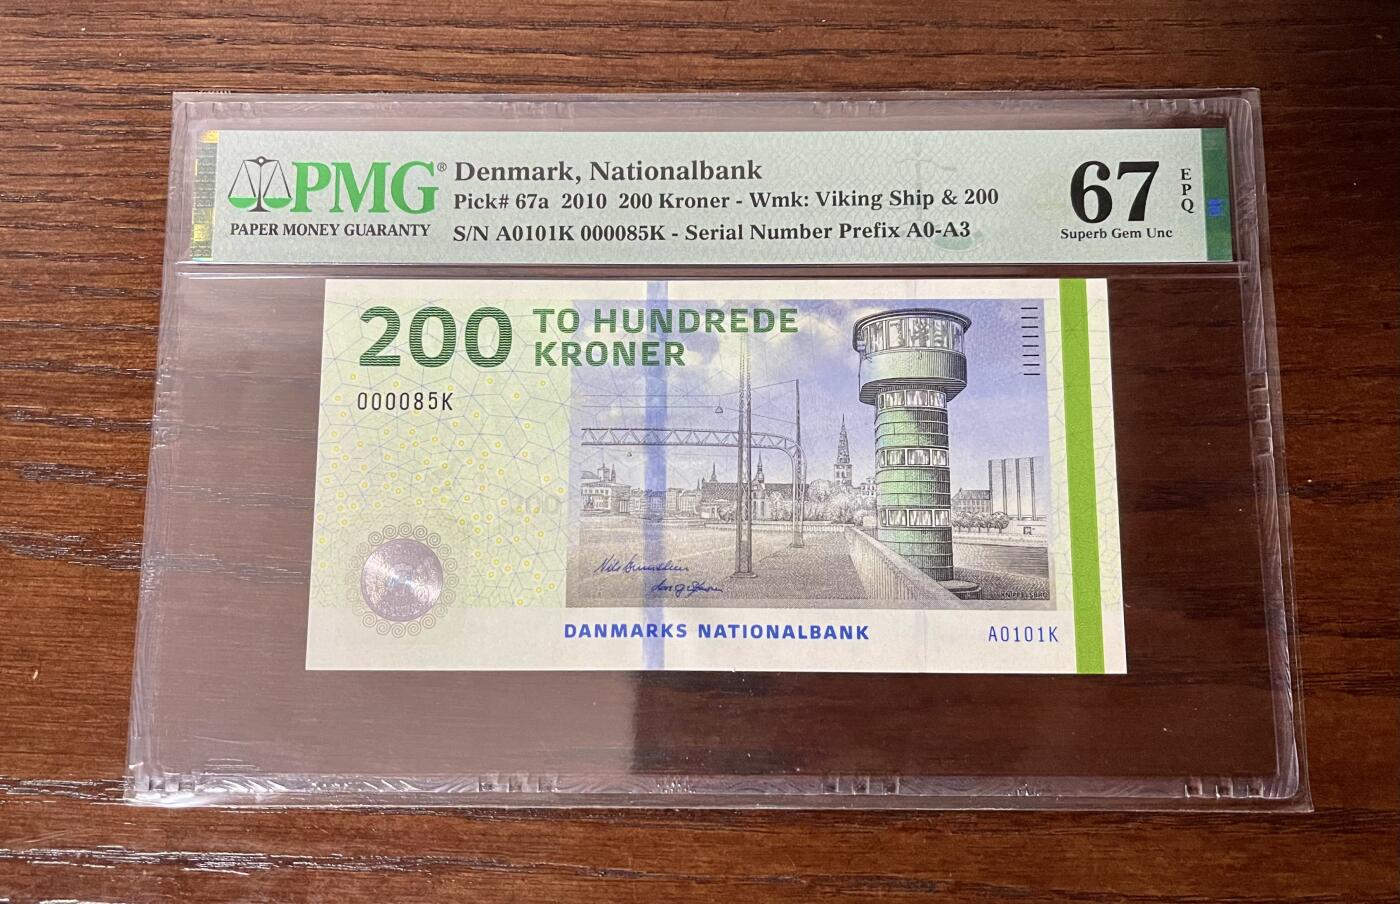 PMG®
PAPER MONEY GUARANTY
Denmark, Nationalbank
Pick# 67a 2010 200 Kroner - Wmk: Viking Ship & 200
S/N A0101K 000085K - Serial Number Prefix A0-A3
67
EPQ
Superb Gem Unc
200
TO HUNDREDE
KRONER
000085K
KNIPPELSBRO
DANMARKS NATIONALBANK
A0101K